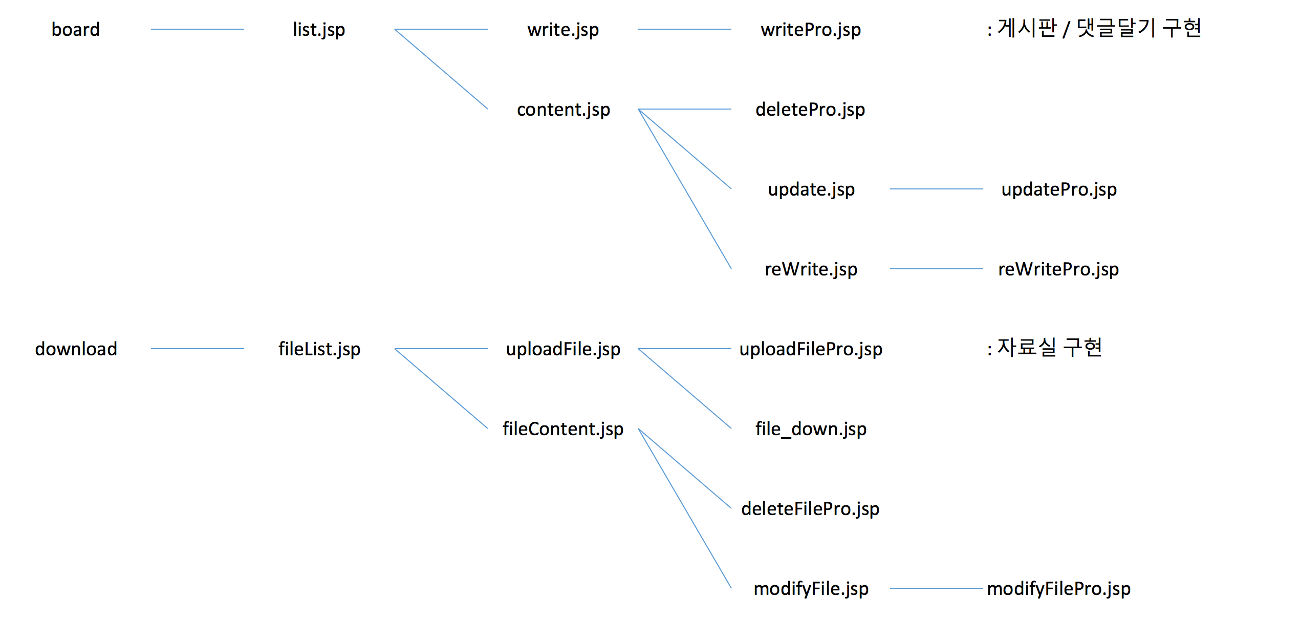 board list.jsp write.jsp writePro.jsp : 게시판 / 댓글달기 구현
content.jsp deletePro.jsp
update.jsp updatePro.jsp
reWrite.jsp reWritePro.jsp
download fileList.jsp uploadFile.jsp uploadFilePro.jsp : 자료실 구현
fileContent.jsp file_down.jsp
deleteFilePro.jsp
modifyFile.jsp modifyFilePro.jsp